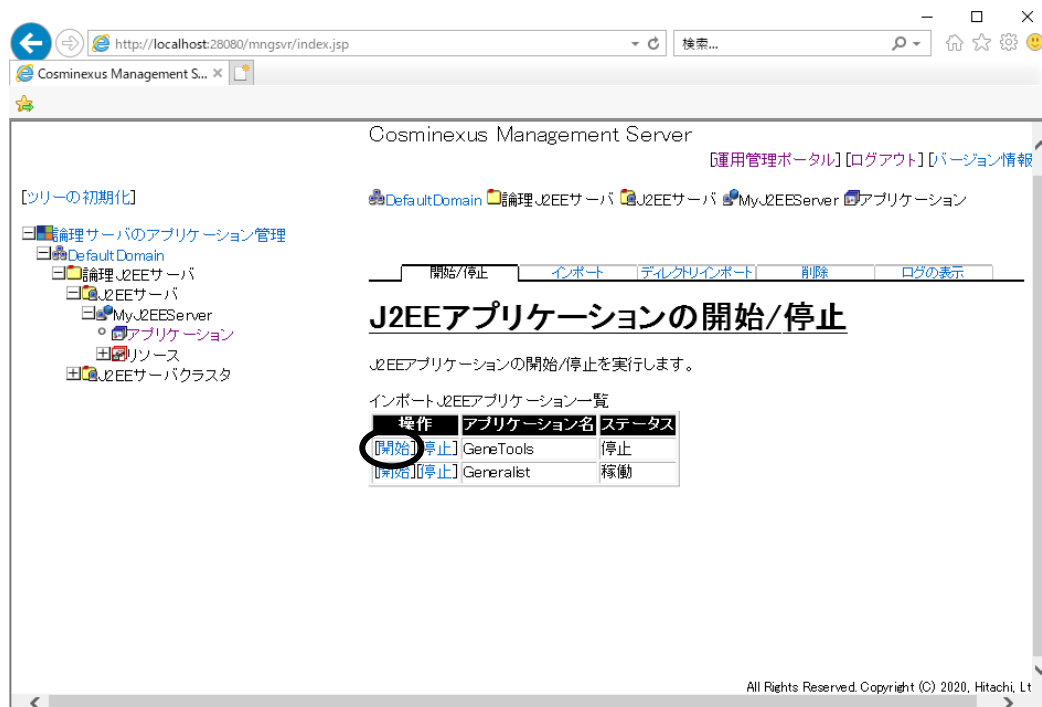 http://localhost:28080/mngsvr/index.jsp
検索...
Cosminexus Management S...
Cosminexus Management Server
[運用管理ポータル] [ログアウト] [バージョン情報
[ツリーの初期化]
DefaultDomain 論理J2EEサーバ J2EEサーバ MyJ2EEServer アプリケーション
論理サーバのアプリケーション管理
DefaultDomain
論理J2EEサーバ
J2EEサーバ
MyJ2EEServer
アプリケーション
リソース
J2EEサーバクラスタ
開始/停止 インポート ディレクトリインポート 削除 ログの表示
J2EEアプリケーションの開始/停止
J2EEアプリケーションの開始/停止を実行します。
インポートJ2EEアプリケーション一覧
操作 アプリケーション名 ステータス
[開始][停止] GeneTools 停止
[開始][停止] Generalist 稼働
All Rights Reserved. Copyright (C) 2020, Hitachi, Lt